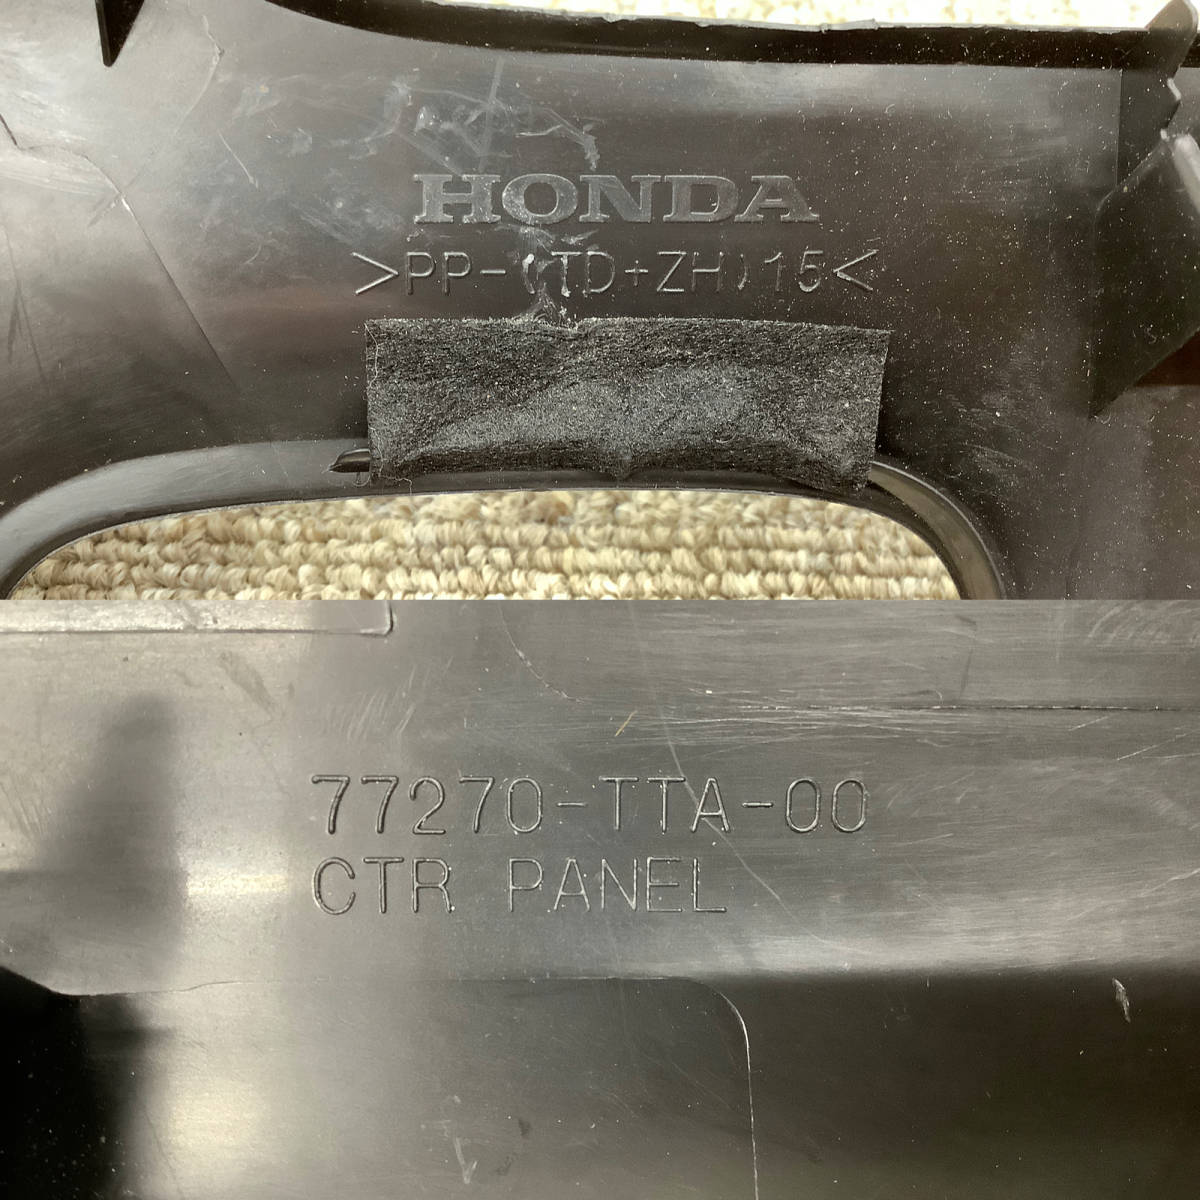 HONDA
>PP-(TD+ZH)15<
77270-TTA-00
CTR PANEL